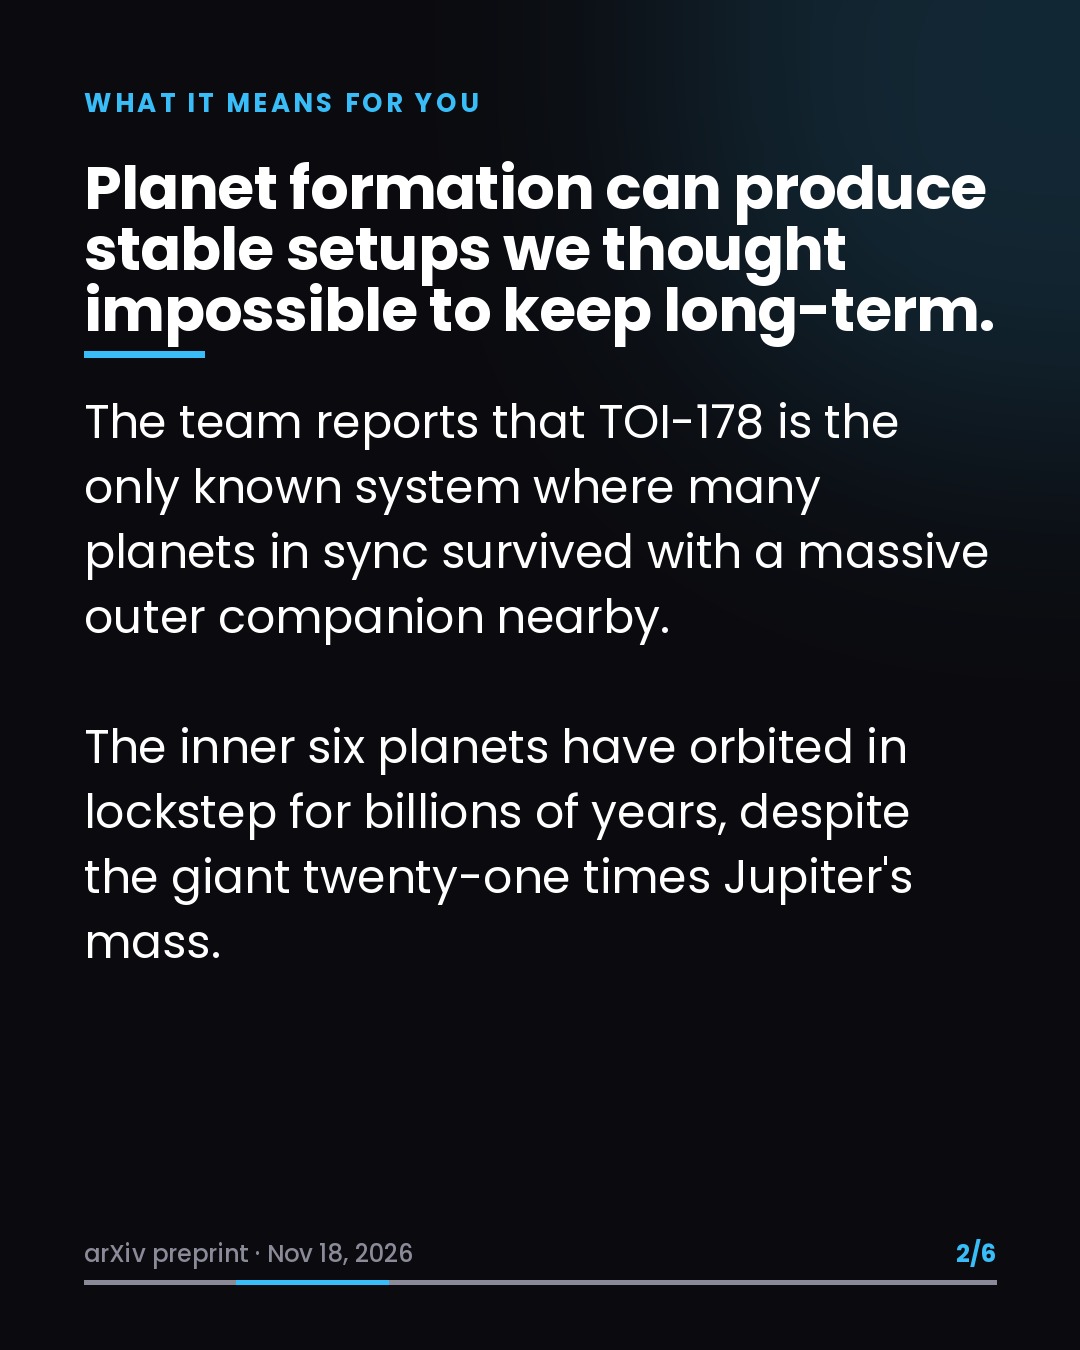 WHAT IT MEANS FOR YOU
Planet formation can produce
stable setups we thought
impossible to keep long-term.
The team reports that TOI-178 is the
only known system where many
planets in sync survived with a massive
outer companion nearby.
The inner six planets have orbited in
lockstep for billions of years, despite
the giant twenty-one times Jupiter's
mass.
arXiv preprint · Nov 18, 2026
2/6